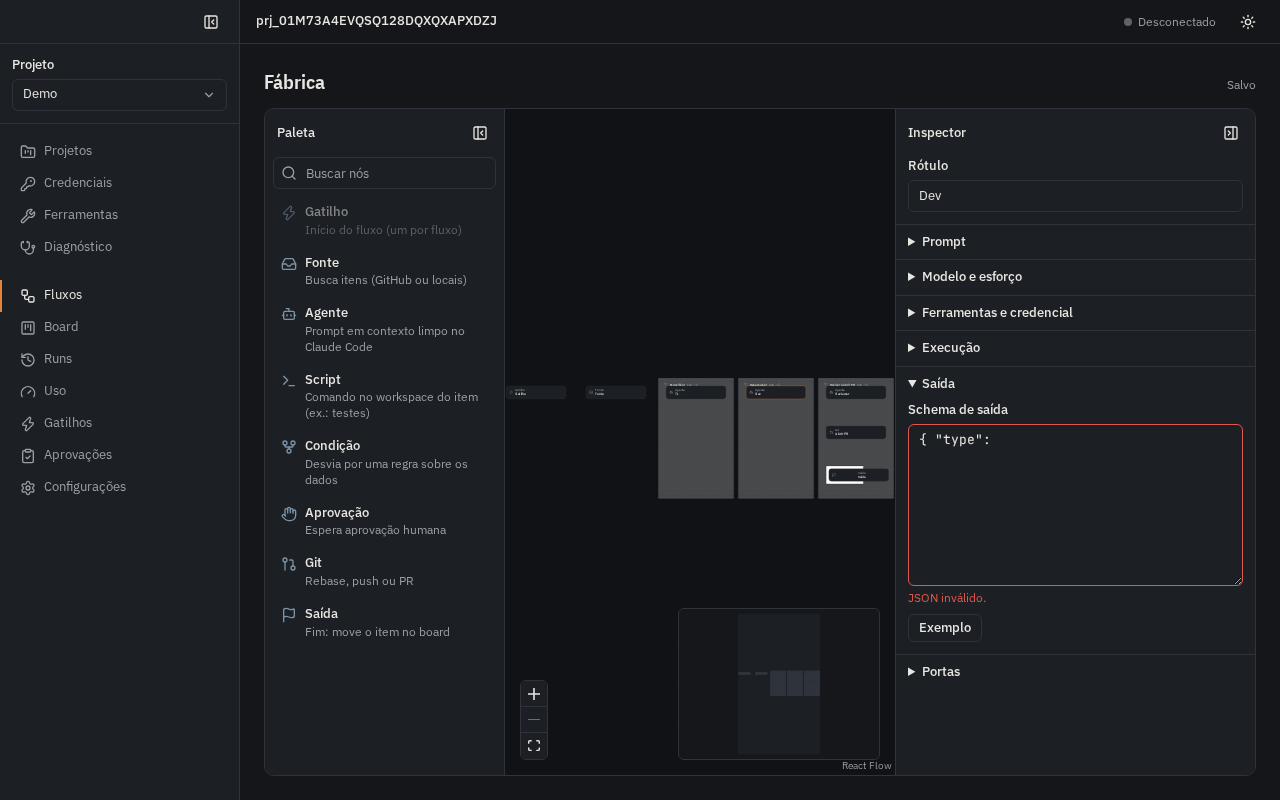 prj_01M73A4EVQSQ128DQXQXAPXDZJ
Desconectado
Projeto
Demo
Projetos
Credenciais
Ferramentas
Diagnóstico
Fluxos
Board
Runs
Uso
Gatilhos
Aprovações
Configurações
Fábrica
Salvo
Paleta
Buscar nós
Gatilho
Início do fluxo (um por fluxo)
Fonte
Busca itens (GitHub ou locais)
Agente
Prompt em contexto limpo no
Claude Code
Script
Comando no workspace do item
(ex.: testes)
Condição
Desvia por uma regra sobre os
dados
Aprovação
Espera aprovação humana
Git
Rebase, push ou PR
Saída
Fim: move o item no board
React Flow
Inspector
Rótulo
Dev
Prompt
Modelo e esforço
Ferramentas e credencial
Execução
Saída
Schema de saída
{ "type":
JSON inválido.
Exemplo
Portas